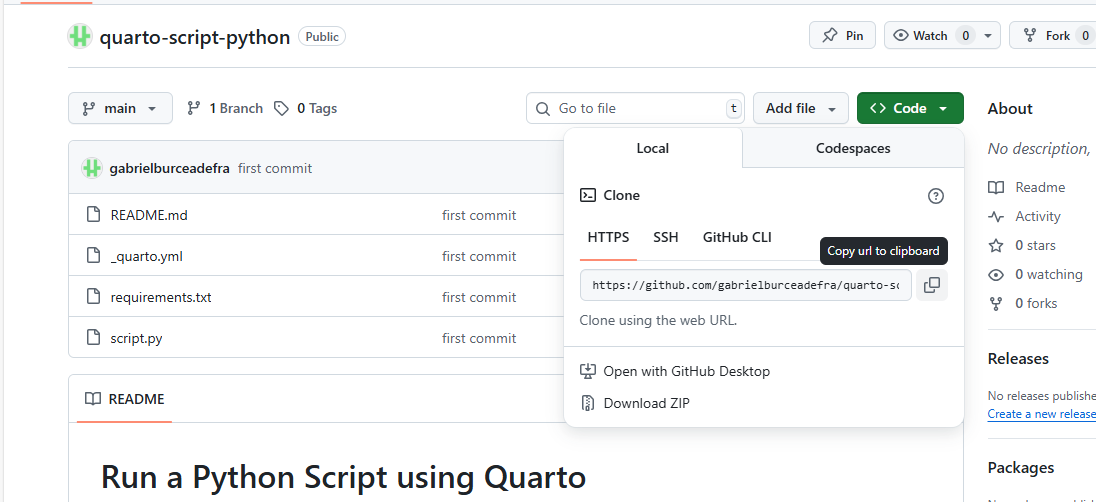 quarto-script-python Public Pin Watch 0 Fork 0
main 1 Branch 0 Tags Go to file t Add file Code About
Local Codespaces No description,
gabrielburceadefra first commit
Clone Readme
README.md first commit Activity
HTTPS SSH GitHub CLI
Copy url to clipboard 0 stars
_quarto.yml first commit
https://github.com/gabrielburceadefra/quarto-sc 0 watching
requirements.txt first commit 0 forks
Clone using the web URL.
script.py first commit
Releases
Open with GitHub Desktop
README No releases publishe
Download ZIP Create a new release
Packages
Run a Python Script using Quarto